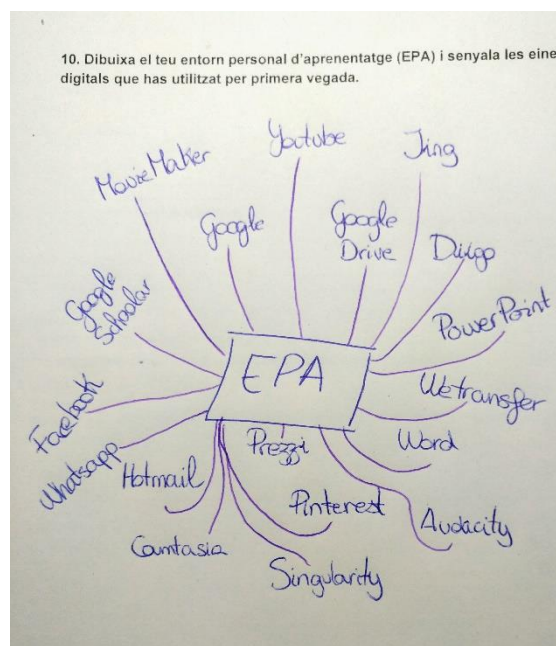 10. Dibuixa el teu entorn personal d'aprenentatge (EPA) i senyala les eine
digitals que has utilitzat per primera vegada.
Youtube
Jing
MovieMaker
Google
Google
Drive
Diigo
Google
Schoolar
PowerPoint
EPA
Wetransfer
Facebook
Word
Prezzi
Whatsapp
Hotmail
Pinterest
Audacity
Camtasia
Singularity